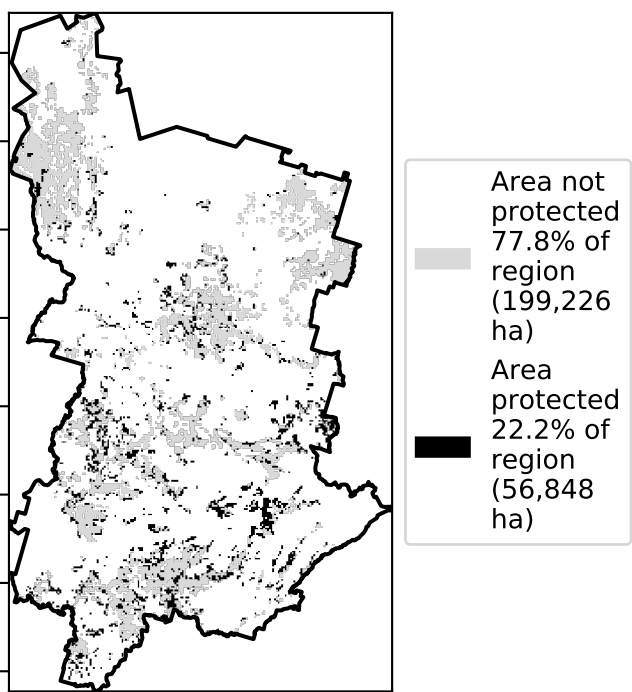 Area not
protected
77.8% of
region
(199,226
ha)
Area
protected
22.2% of
region
(56,848
ha)